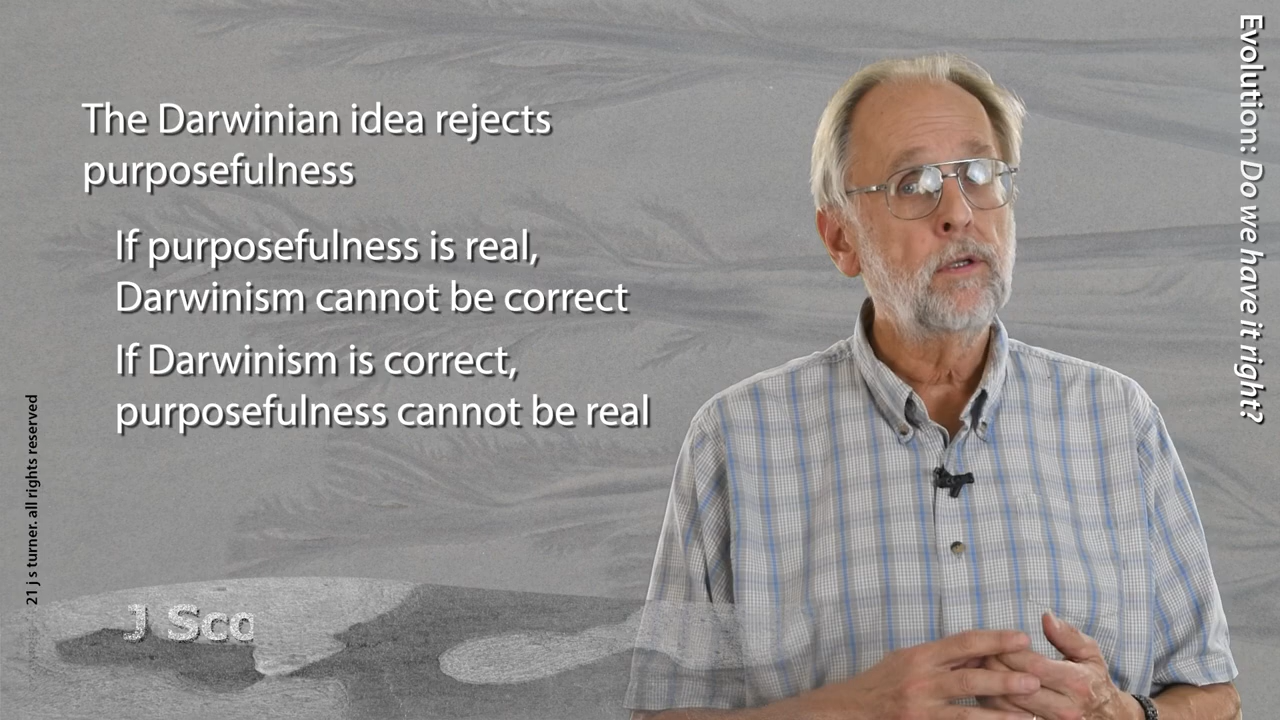 The Darwinian idea rejects
purposefulness
If purposefulness is real,
Darwinism cannot be correct
If Darwinism is correct,
purposefulness cannot be real
Evolution: Do we have it right?
21 j s turner. all rights reserved
J Sco